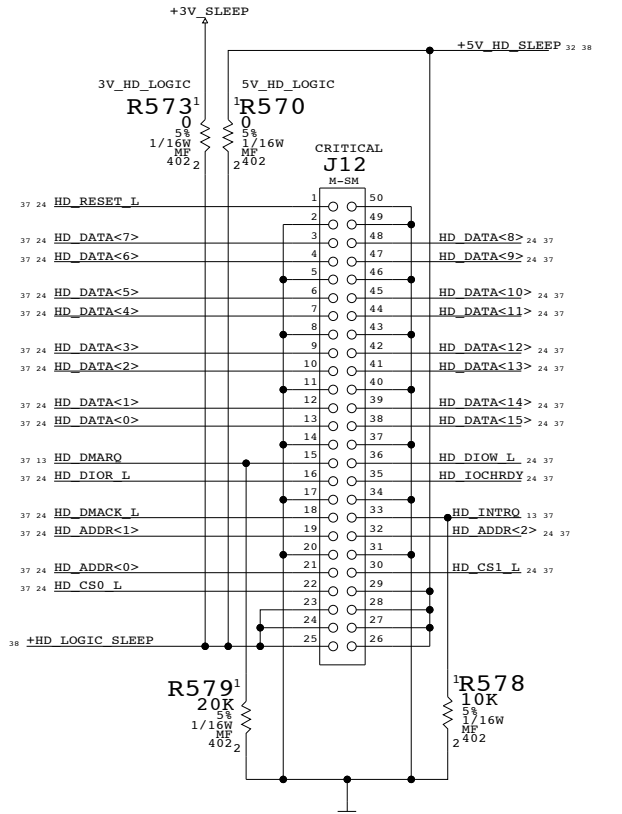 +3V_SLEEP
+5V_HD_SLEEP 32 38
3V_HD_LOGIC
5V_HD_LOGIC
R573 1
0
5%
1/16W
MF
402 2
1 R570
0
5%
1/16W
MF
2 402
CRITICAL
J12
M-SM
37 24 HD_RESET_L 1 50
2 49
37 24 HD_DATA<7> 3 48 HD_DATA<8> 24 37
37 24 HD_DATA<6> 4 47 HD_DATA<9> 24 37
5 46
37 24 HD_DATA<5> 6 45 HD_DATA<10> 24 37
37 24 HD_DATA<4> 7 44 HD_DATA<11> 24 37
8 43
37 24 HD_DATA<3> 9 42 HD_DATA<12> 24 37
37 24 HD_DATA<2> 10 41 HD_DATA<13> 24 37
11 40
37 24 HD_DATA<1> 12 39 HD_DATA<14> 24 37
37 24 HD_DATA<0> 13 38 HD_DATA<15> 24 37
14 37
37 13 HD_DMARQ 15 36 HD_DIOW_L 24 37
37 24 HD_DIOR_L 16 35 HD_IOCHRDY 24 37
17 34
37 24 HD_DMACK_L 18 33 HD_INTRQ 13 37
37 24 HD_ADDR<1> 19 32 HD_ADDR<2> 24 37
20 31
37 24 HD_ADDR<0> 21 30 HD_CS1_L 24 37
37 24 HD_CS0_L 22 29
23 28
24 27
38 +HD_LOGIC_SLEEP 25 26
R579 1
20K
5%
1/16W
MF
402 2
1 R578
10K
5%
1/16W
MF
2 402